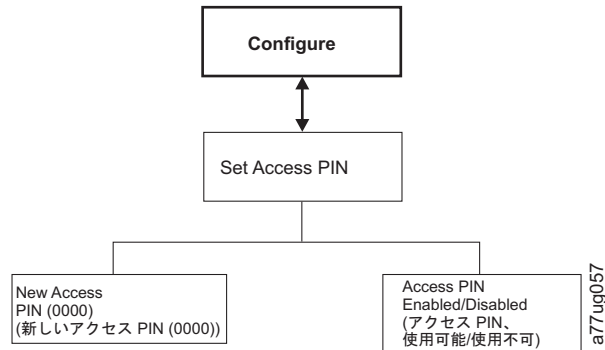 Configure
Set Access PIN
New Access
PIN (0000)
(新しいアクセス PIN (0000))
Access PIN
Enabled/Disabled
(アクセス PIN、
使用可能/使用不可)
a77ug057